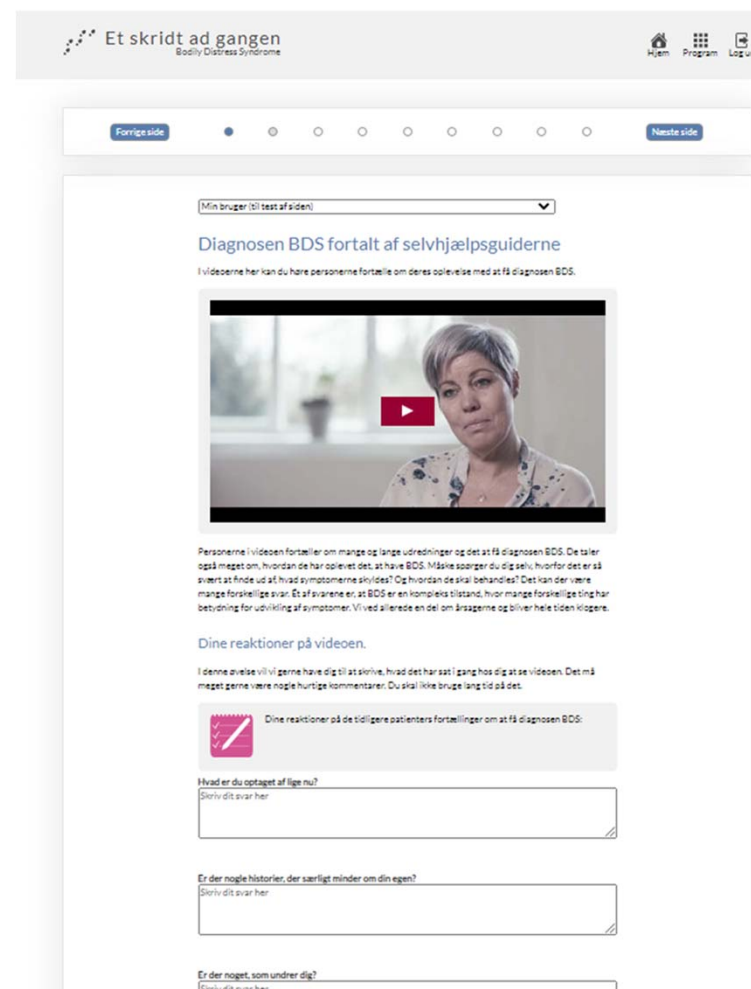 Et skridt ad gangen
Bodily Distress Syndrome
Hjem
Program
Log u
Forrige side
Næste side
Min bruger (til test af siden)
Diagnosen BDS fortalt af selvhjælpsguiderne
I videoerne her kan du høre personerne fortælle om deres oplevelse med at få diagnosen BDS.
Personerne i videoen fortæller om mange og lange udredninger og det at få diagnosen BDS. De taler
også meget om, hvordan de har oplevet det, at have BDS. Måske spørger du dig selv, hvorfor det er så
svært at finde ud af, hvad symptomerne skyldes? Og hvordan de skal behandles? Det kan der være
mange forskellige svar. Ét af svarene er, at BDS er en kompleks tilstand, hvor mange forskellige ting har
betydning for udvikling af symptomer. Vi ved allerede en del om årsagerne og bliver hele tiden klogere.
Dine reaktioner på videoen.
I denne øvelse vil vi gerne have dig til at skrive, hvad det har sat i gang hos dig at se videoen. Det må
meget gerne være nogle hurtige kommentarer. Du skal ikke bruge lang tid på det.
Dine reaktioner på de tidligere patienters fortællinger om at få diagnosen BDS:
Hvad er du optaget af lige nu?
Skriv dit svar her
Er der nogle historier, der særligt minder om din egen?
Skriv dit svar her
Er der noget, som undrer dig?
Skriv dit svar her